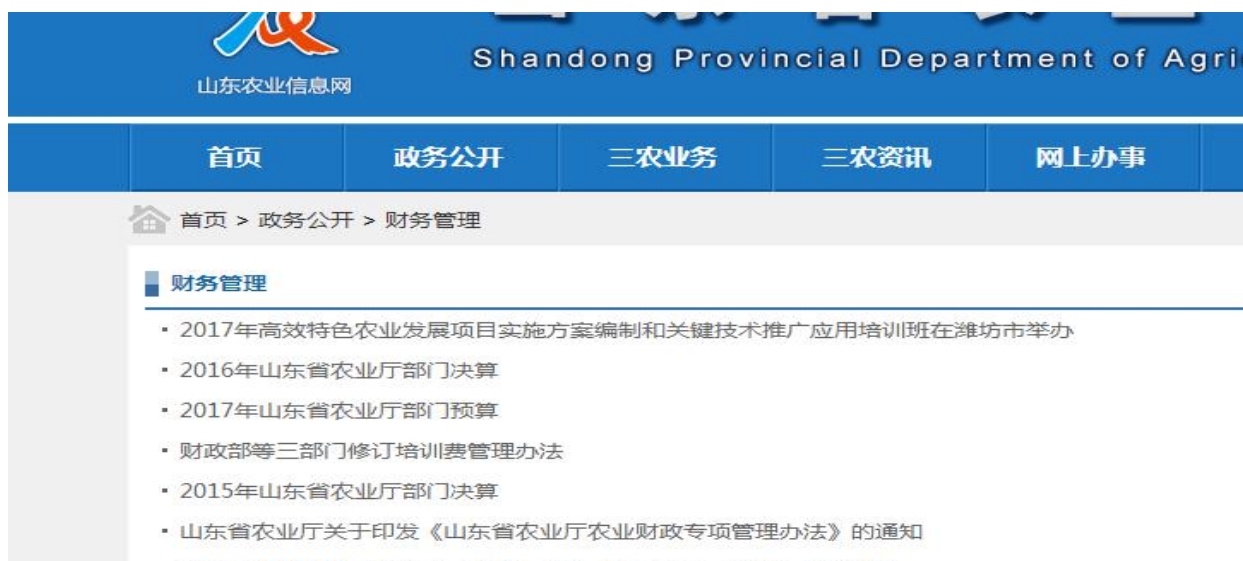 Shandong Provincial Department of Agri
山东农业信息网
首页 政务公开 三农业务 三农资讯 网上办事
首页 > 政务公开 > 财务管理
财务管理
2017年高效特色农业发展项目实施方案编制和关键技术推广应用培训班在潍坊市举办
2016年山东省农业厅部门决算
2017年山东省农业厅部门预算
财政部等三部门修订培训费管理办法
2015年山东省农业厅部门决算
山东省农业厅关于印发《山东省农业厅农业财政专项管理办法》的通知